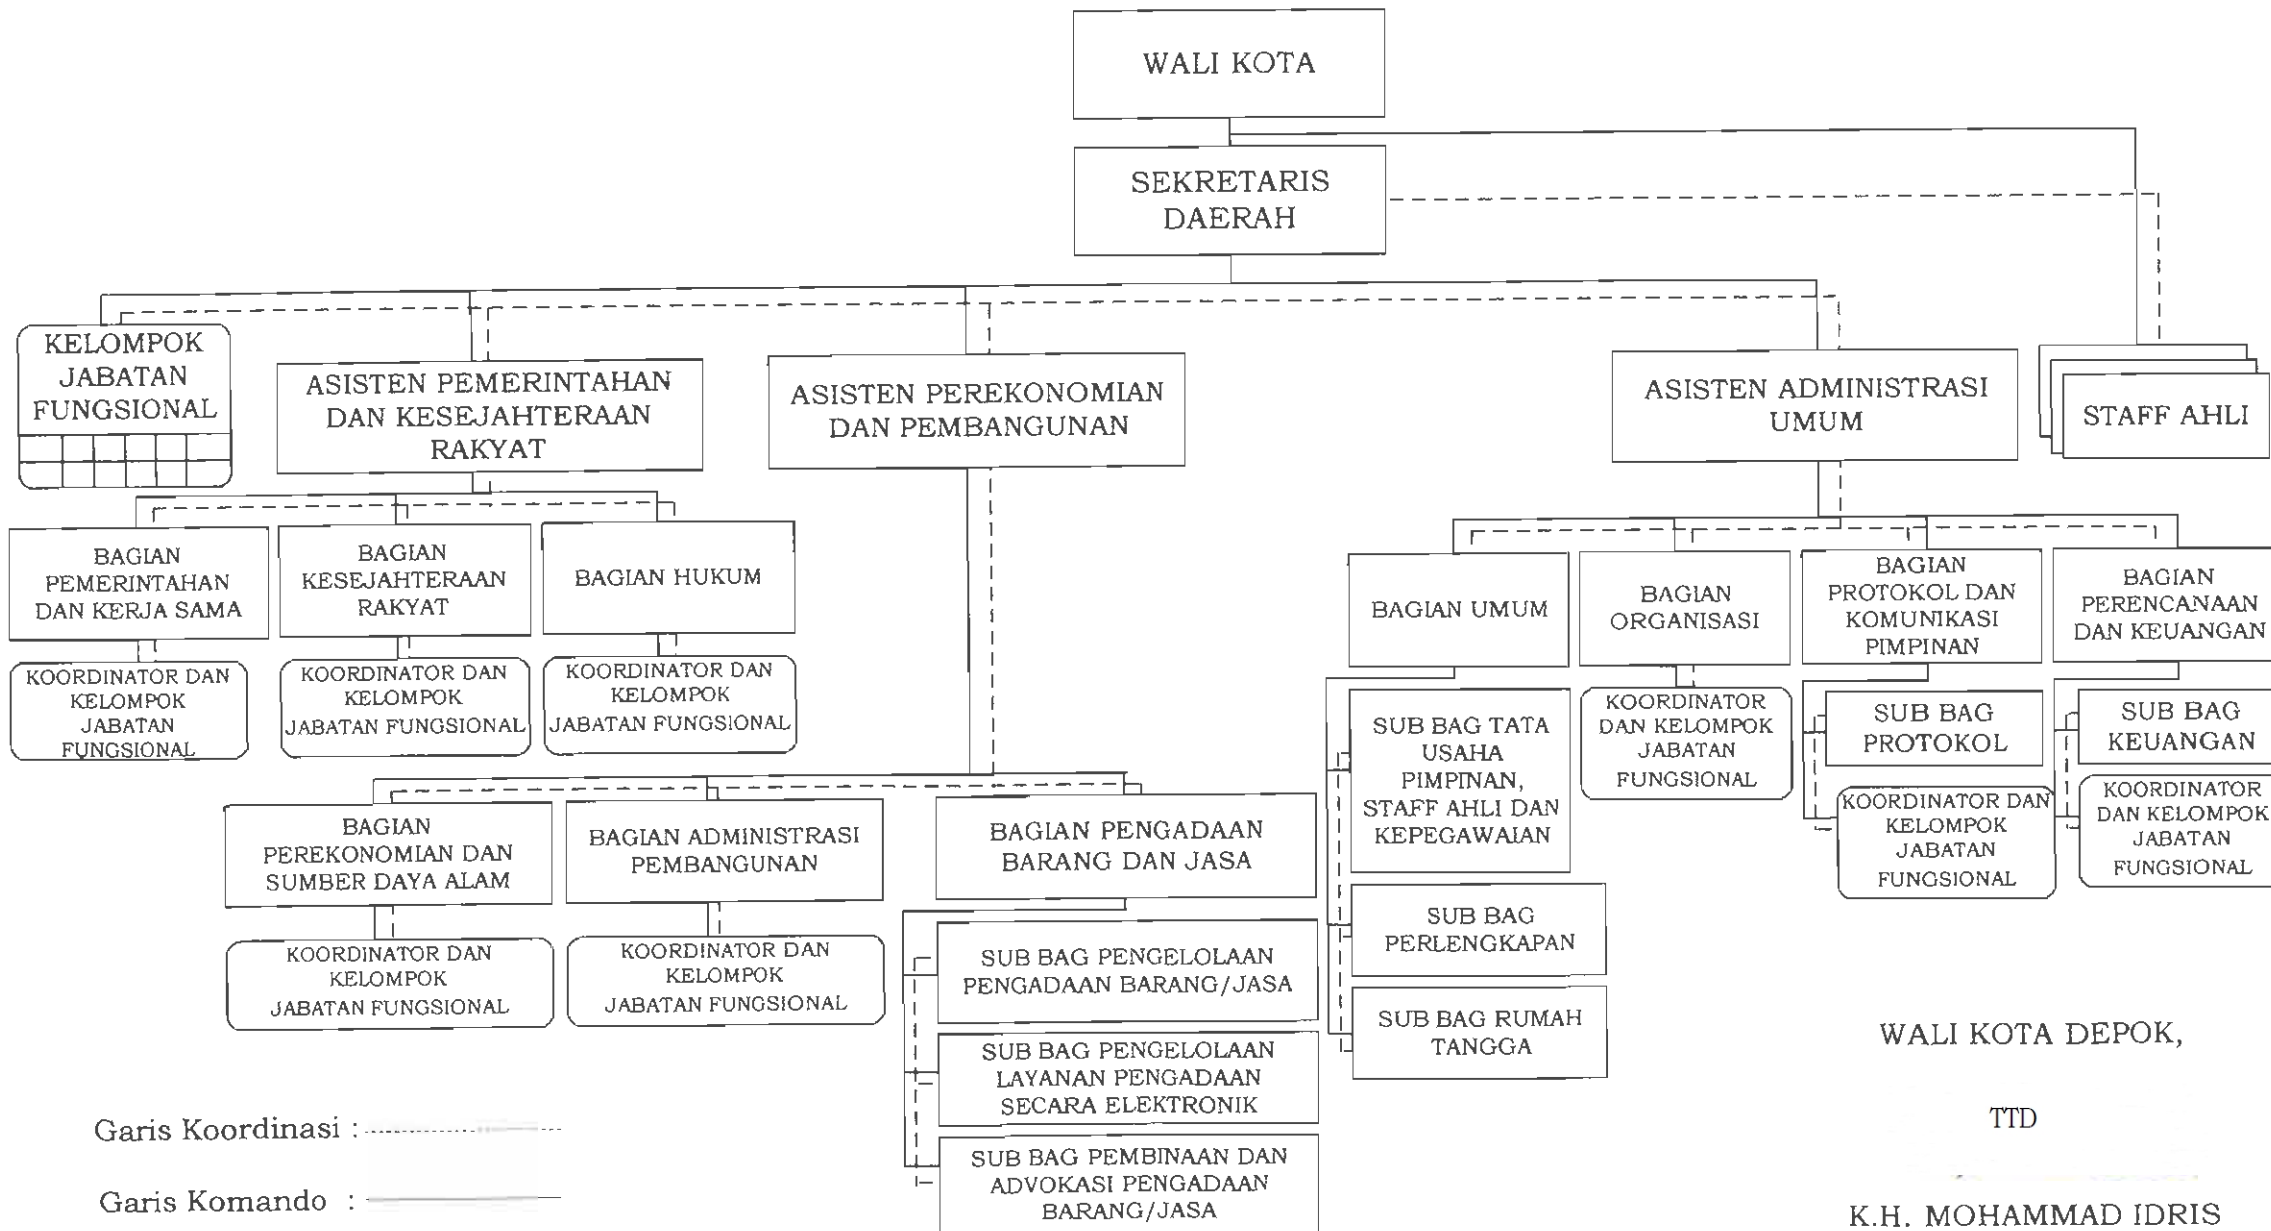 WALI KOTA
SEKRETARIS
DAERAH
KELOMPOK
JABATAN
FUNGSIONAL
ASISTEN PEMERINTAHAN
DAN KESEJAHTERAAN
RAKYAT
ASISTEN PEREKONOMIAN
DAN PEMBANGUNAN
ASISTEN ADMINISTRASI
UMUM
STAFF AHLI
BAGIAN
PEMERINTAHAN
DAN KERJA SAMA
BAGIAN
KESEJAHTERAAN
RAKYAT
BAGIAN HUKUM
KOORDINATOR DAN
KELOMPOK
JABATAN
FUNGSIONAL
KOORDINATOR DAN
KELOMPOK
JABATAN FUNGSIONAL
KOORDINATOR DAN
KELOMPOK
JABATAN FUNGSIONAL
BAGIAN UMUM
BAGIAN
ORGANISASI
BAGIAN
PROTOKOL DAN
KOMUNIKASI
PIMPINAN
BAGIAN
PERENCANAAN
DAN KEUANGAN
SUB BAG TATA
USAHA
PIMPINAN,
STAFF AHLI DAN
KEPEGAWAIAN
SUB BAG
PERLENGKAPAN
SUB BAG RUMAH
TANGGA
KOORDINATOR
DAN KELOMPOK
JABATAN
FUNGSIONAL
SUB BAG
PROTOKOL
KOORDINATOR DAN
KELOMPOK
JABATAN
FUNGSIONAL
SUB BAG
KEUANGAN
KOORDINATOR
DAN KELOMPOK
JABATAN
FUNGSIONAL
BAGIAN
PEREKONOMIAN DAN
SUMBER DAYA ALAM
BAGIAN ADMINISTRASI
PEMBANGUNAN
BAGIAN PENGADAAN
BARANG DAN JASA
KOORDINATOR DAN
KELOMPOK
JABATAN FUNGSIONAL
KOORDINATOR DAN
KELOMPOK
JABATAN FUNGSIONAL
SUB BAG PENGELOLAAN
PENGADAAN BARANG/JASA
SUB BAG PENGELOLAAN
LAYANAN PENGADAAN
SECARA ELEKTRONIK
SUB BAG PEMBINAAN DAN
ADVOKASI PENGADAAN
BARANG/JASA
Garis Koordinasi :
Garis Komando :
WALI KOTA DEPOK,
TTD
K.H. MOHAMMAD IDRIS